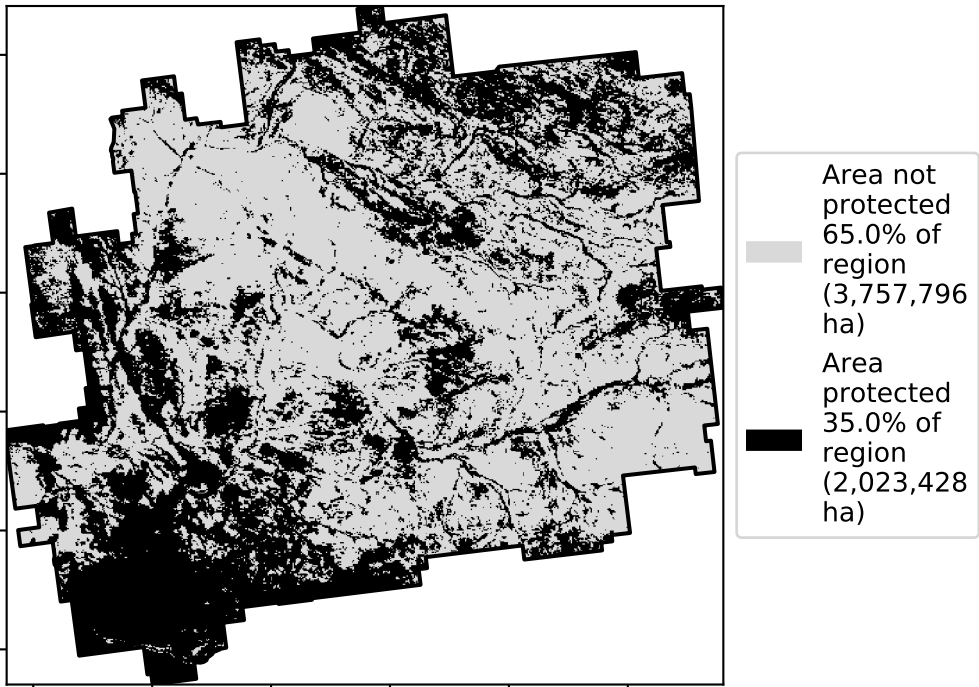 Area not
protected
65.0% of
region
(3,757,796
ha)
Area
protected
35.0% of
region
(2,023,428
ha)